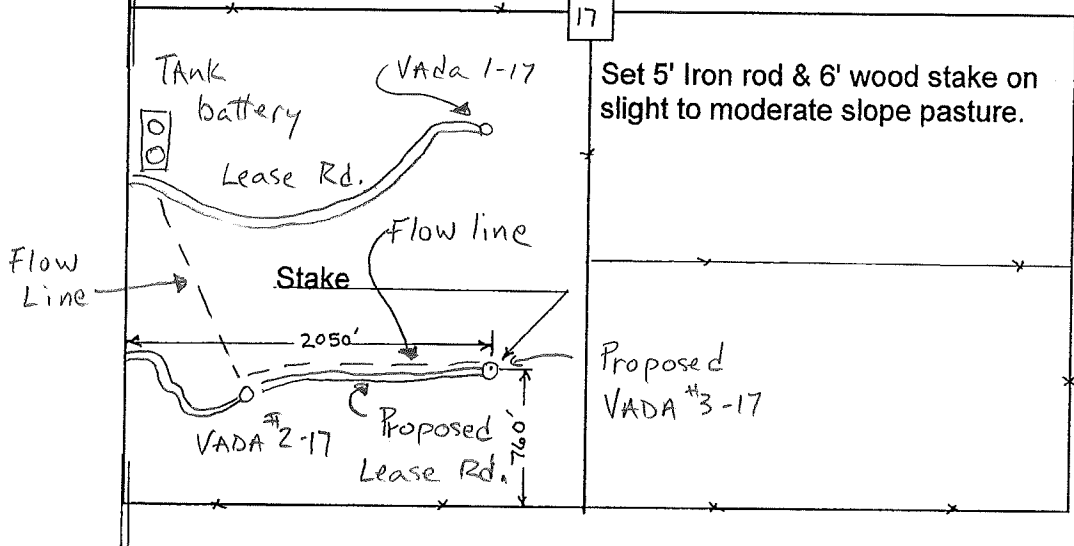 17
TAnk
battery
VAda 1-17
Set 5' Iron rod & 6' wood stake on
slight to moderate slope pasture.
Lease Rd.
Flow line
Flow
Line
Stake
2050'
Proposed
VADA #3-17
VADA #2-17
Proposed
Lease Rd.
760'